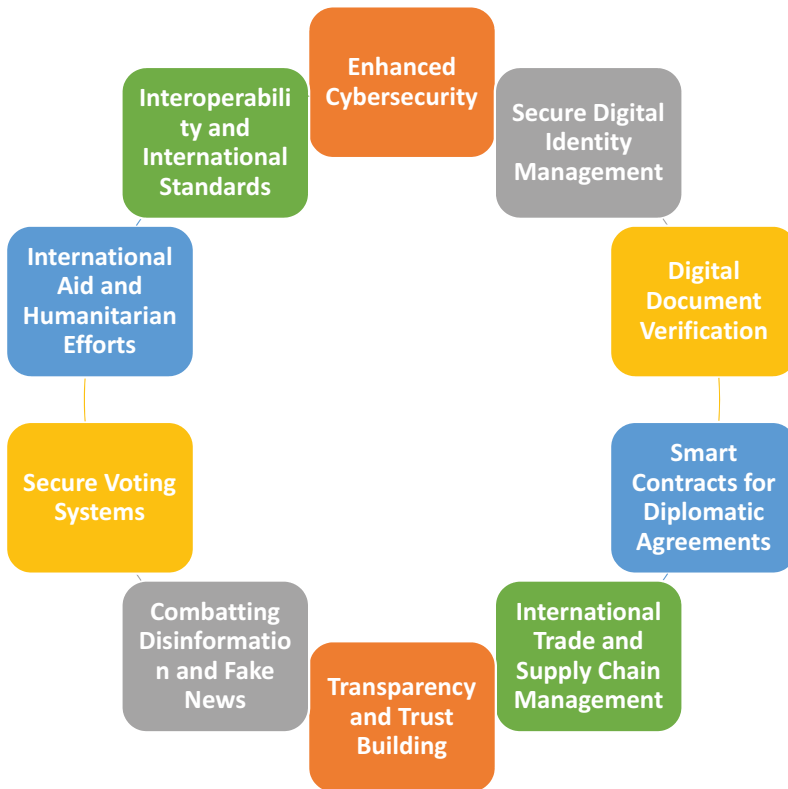 Enhanced
Cybersecurity
Secure Digital
Identity
Management
Digital
Document
Verification
Smart
Contracts for
Diplomatic
Agreements
International
Trade and
Supply Chain
Management
Transparency
and Trust
Building
Combatting
Disinformatio
n and Fake
News
Secure Voting
Systems
International
Aid and
Humanitarian
Efforts
Interoperabili
ty and
International
Standards